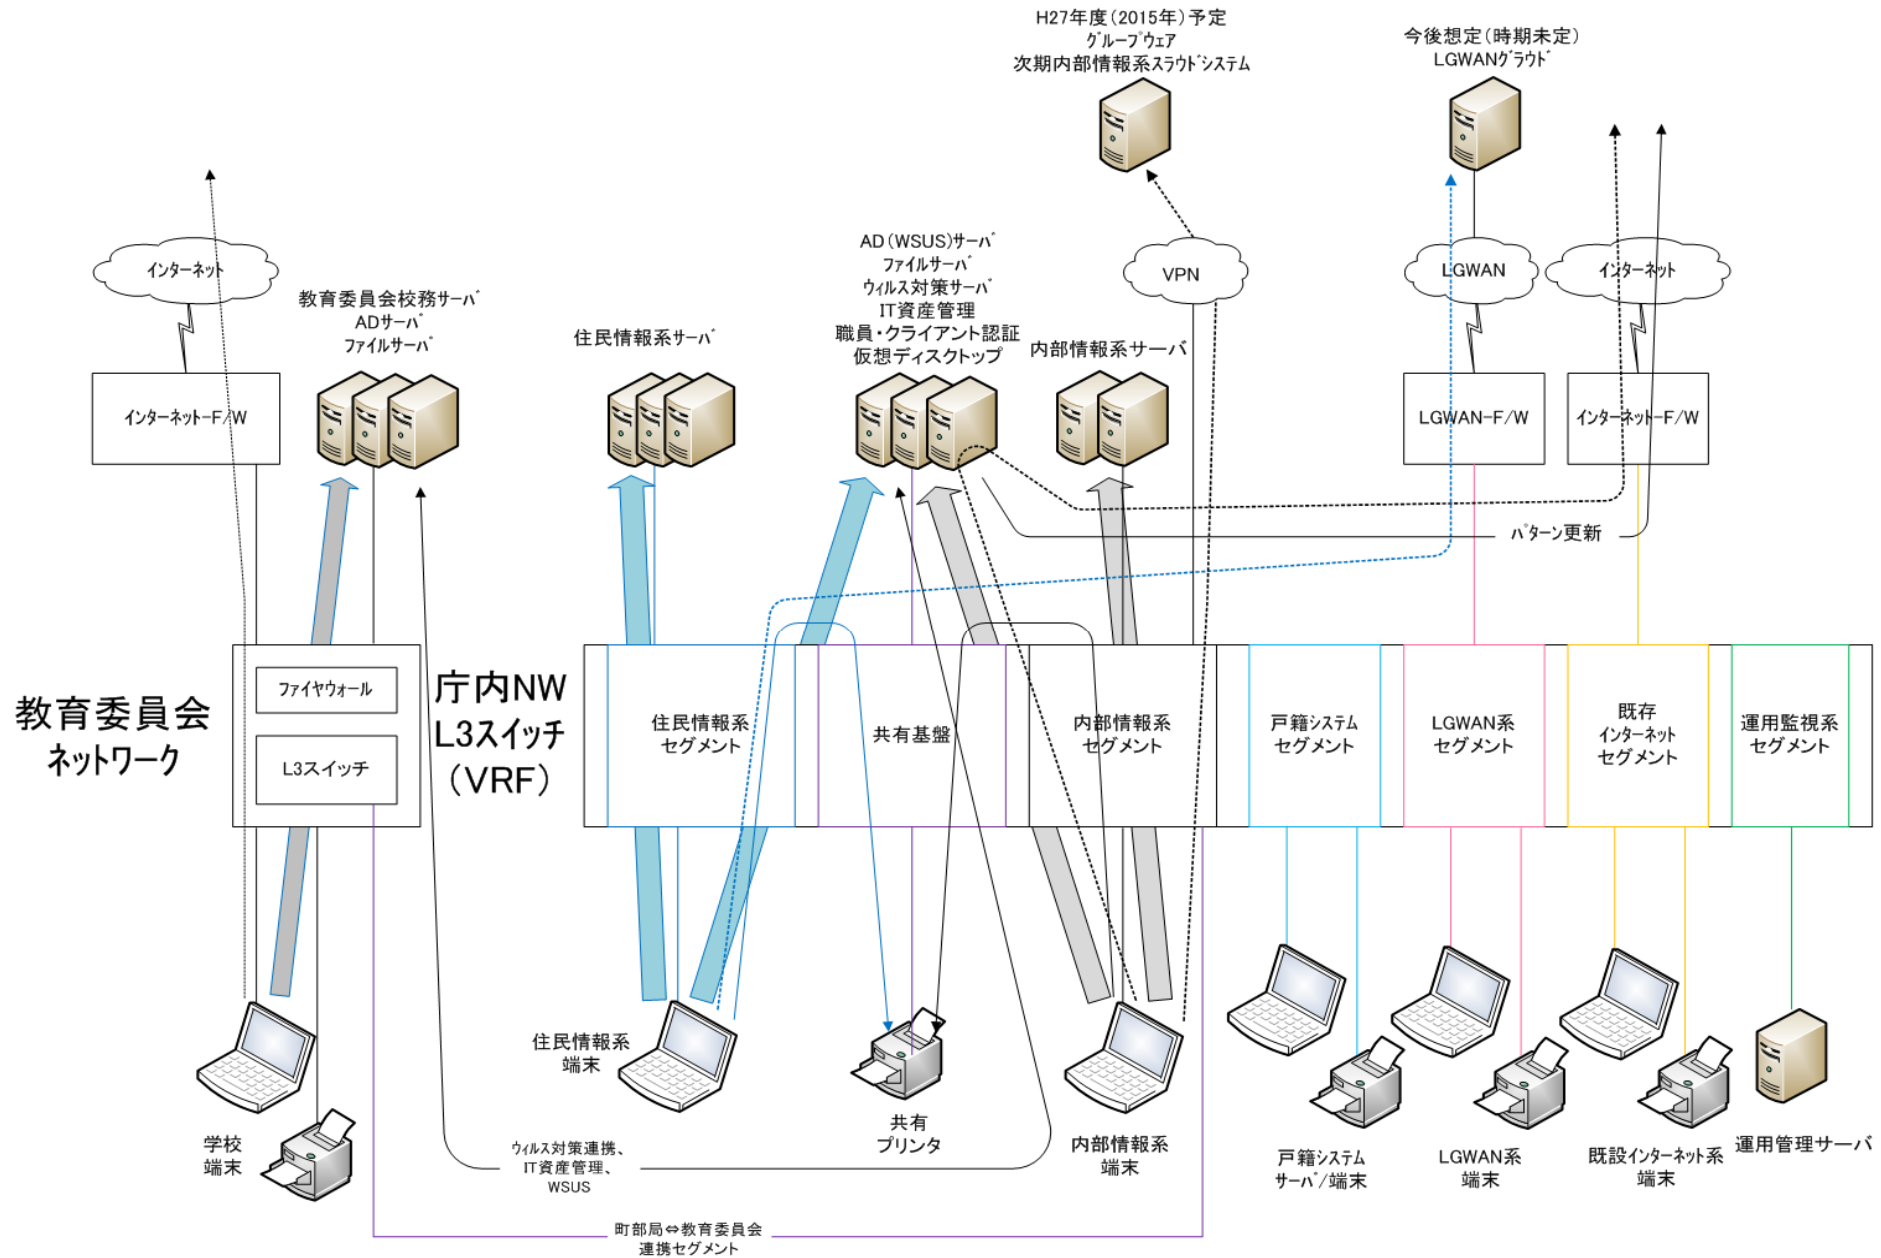 H27年度(2015年)予定
グループウェア
次期内部情報系スラウドシステム
今後想定(時期未定)
LGWANグラウド
インターネット
教育委員会校務サーバ
ADサーバ
ファイルサーバ
住民情報系サーバ
AD(WSUS)サーバ
ファイルサーバ
ウィルス対策サーバ
IT資産管理
職員・クライアント認証
仮想ディスクトップ
内部情報系サーバ
VPN
LGWAN
インターネット
インターネット-F/W
LGWAN-F/W
インターネット-F/W
パターン更新
教育委員会
ネットワーク
ファイヤウォール
L3スイッチ
庁内NW
L3スイッチ
(VRF)
住民情報系
セグメント
共有基盤
内部情報系
セグメント
戸籍システム
セグメント
LGWAN系
セグメント
既存
インターネット
セグメント
運用監視系
セグメント
学校
端末
住民情報系
端末
共有
プリンタ
内部情報系
端末
戸籍システム
サーバ/端末
LGWAN系
端末
既設インターネット系
端末
運用管理サーバ
ウィルス対策連携、
IT資産管理、
WSUS
町部局⇔教育委員会
連携セグメント